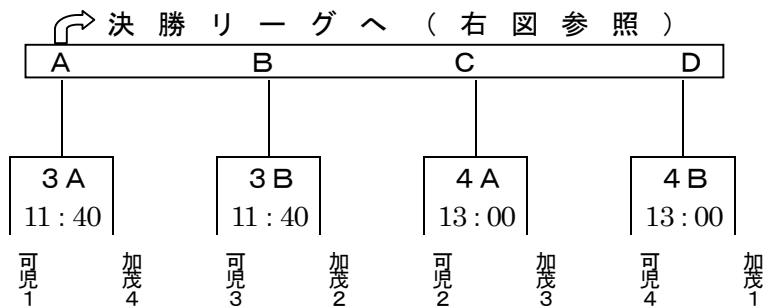 決勝リーグへ(右図参照)
A B C D
3A 3B 4A 4B
11:40 11:40 13:00 13:00
可児1 加茂4 可児3 加茂2 可児2 加茂3 可児4 加茂1